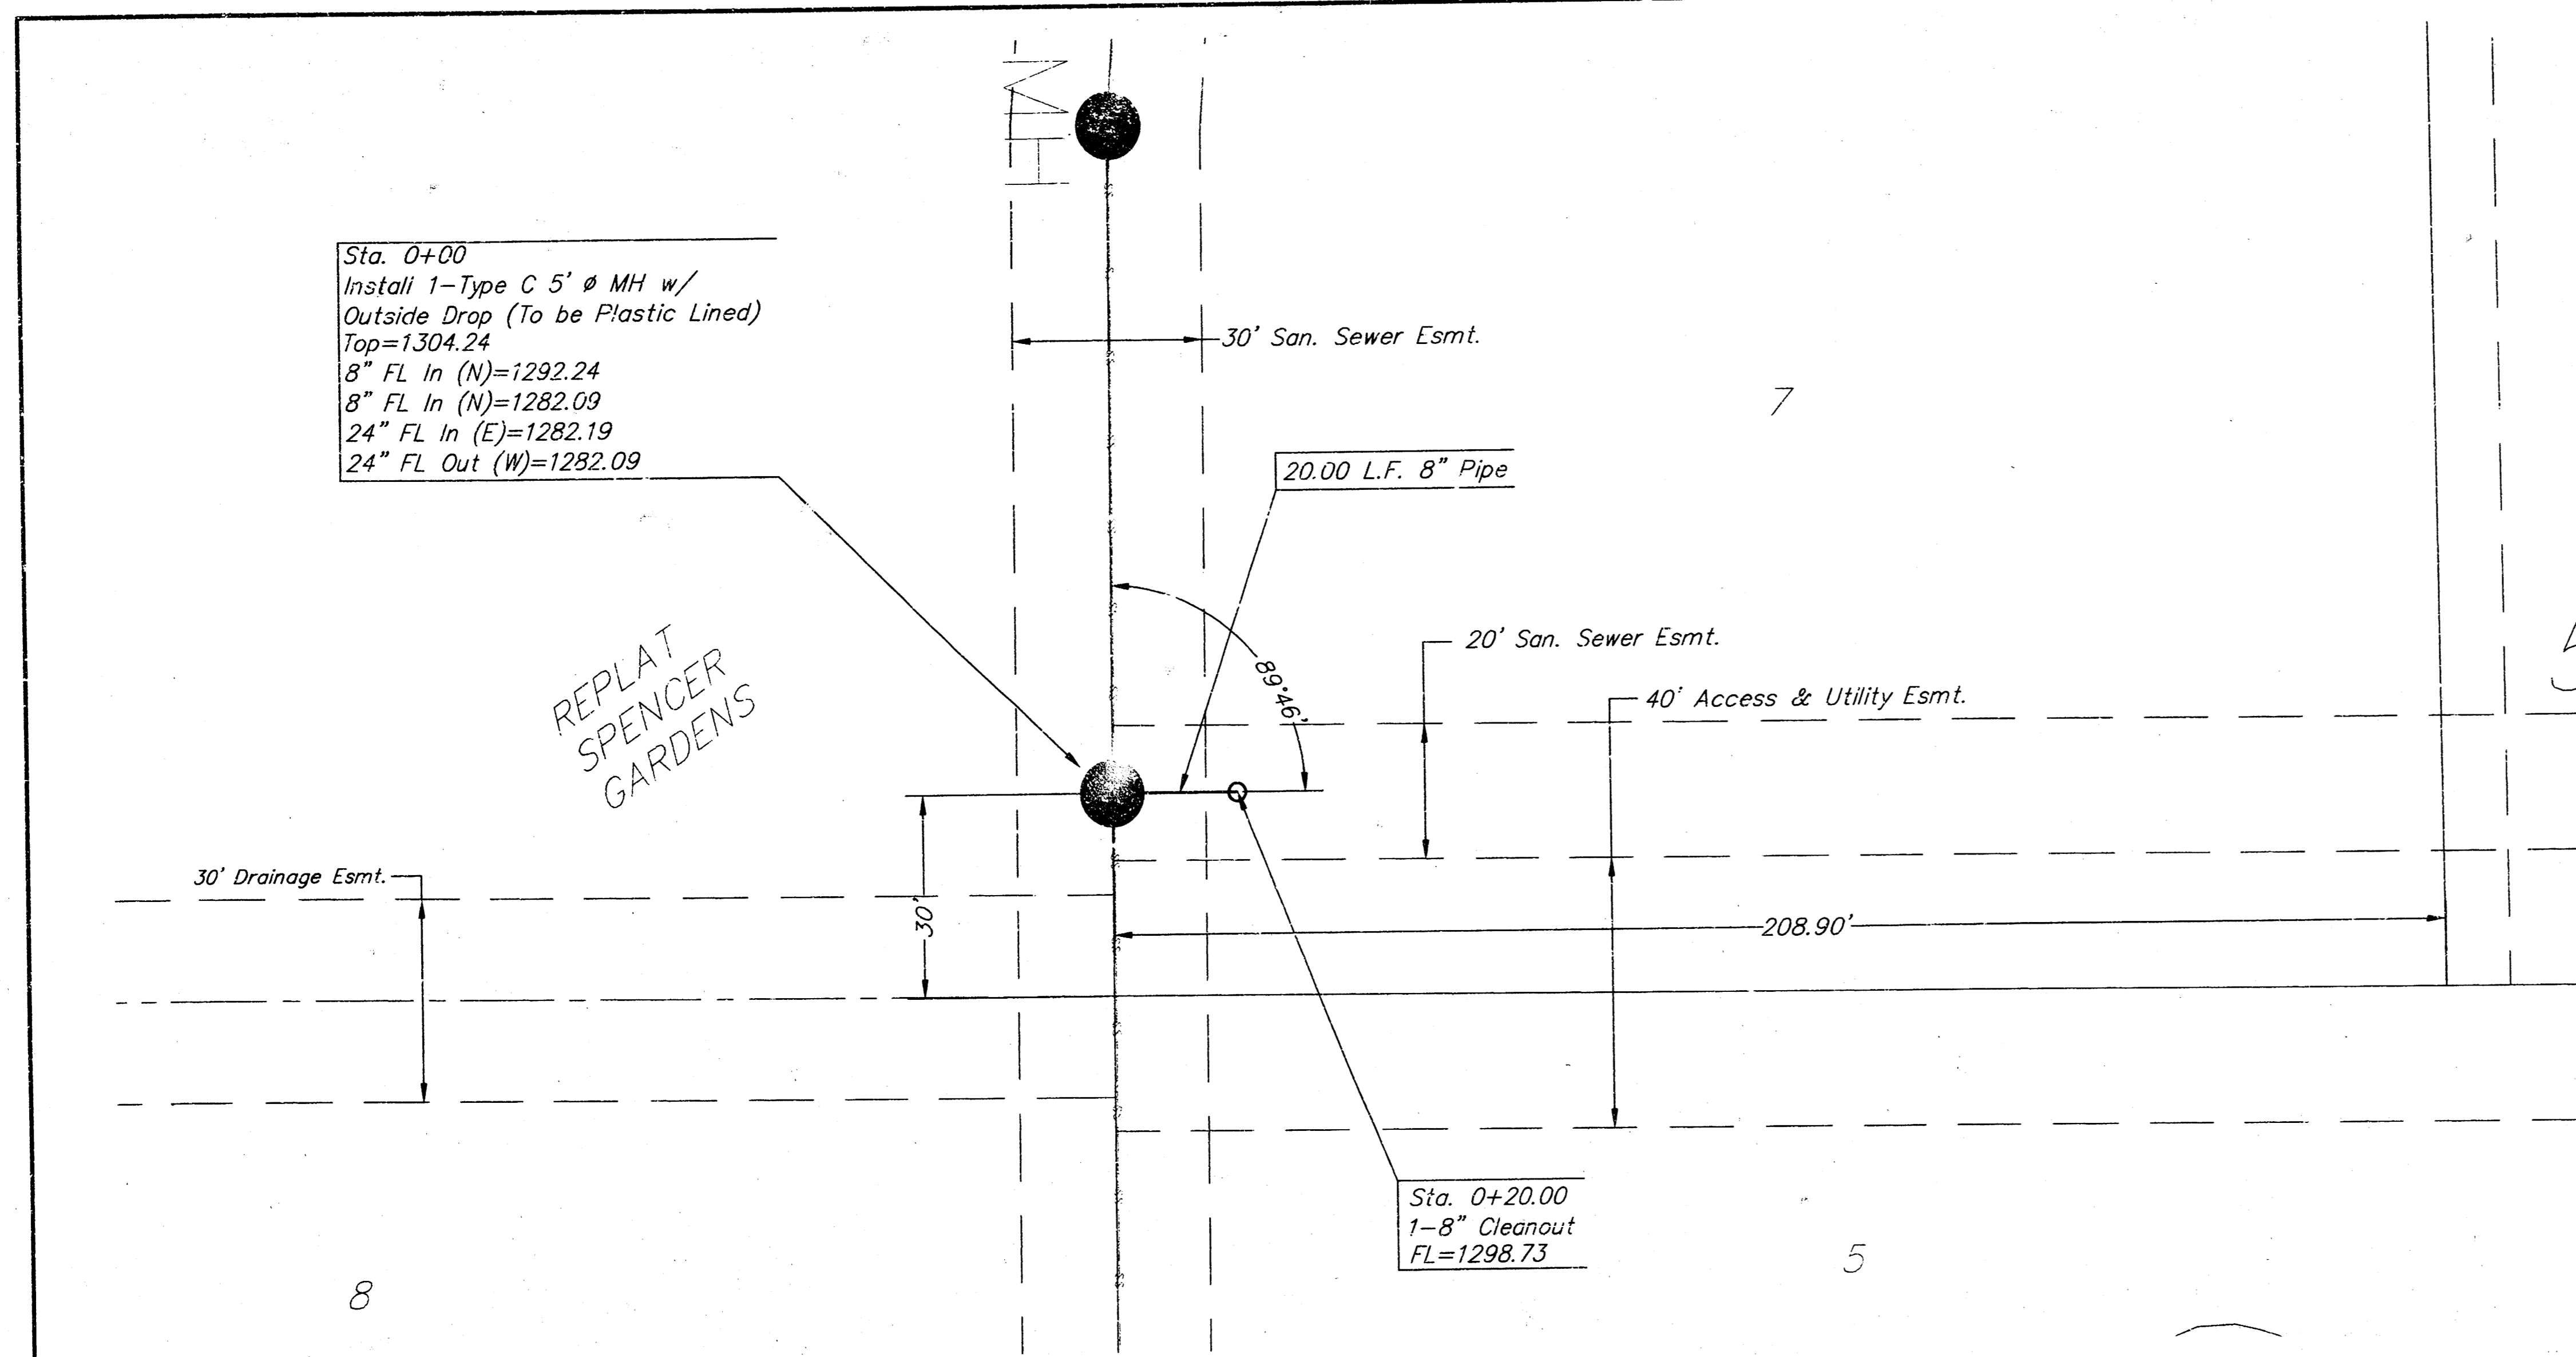 MH
Sta. 0+00
Install 1-Type C 5' ø MH w/
Outside Drop (To be Plastic Lined)
Top=1304.24
8" FL In (N)=1292.24
8" FL In (N)=1282.09
24" FL In (E)=1282.19
24" FL Out (W)=1282.09
30' San. Sewer Esmt.
7
20.00 L.F. 8" Pipe
REPLAT
SPENCER
GARDENS
89°46'
20' San. Sewer Esmt.
40' Access & Utility Esmt.
30' Drainage Esmt.
30'
208.90'
Sta. 0+20.00
1-8" Cleanout
FL=1298.73
8
5